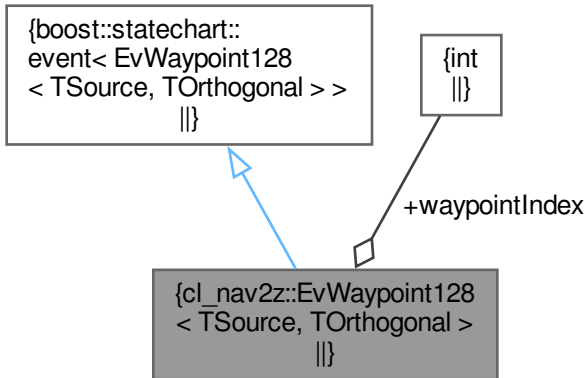 {boost::statechart::
event< EvWaypoint128
< TSource, TOrthogonal > >
||}
{int
||}
+waypointIndex
{cl_nav2z::EvWaypoint128
< TSource, TOrthogonal >
||}